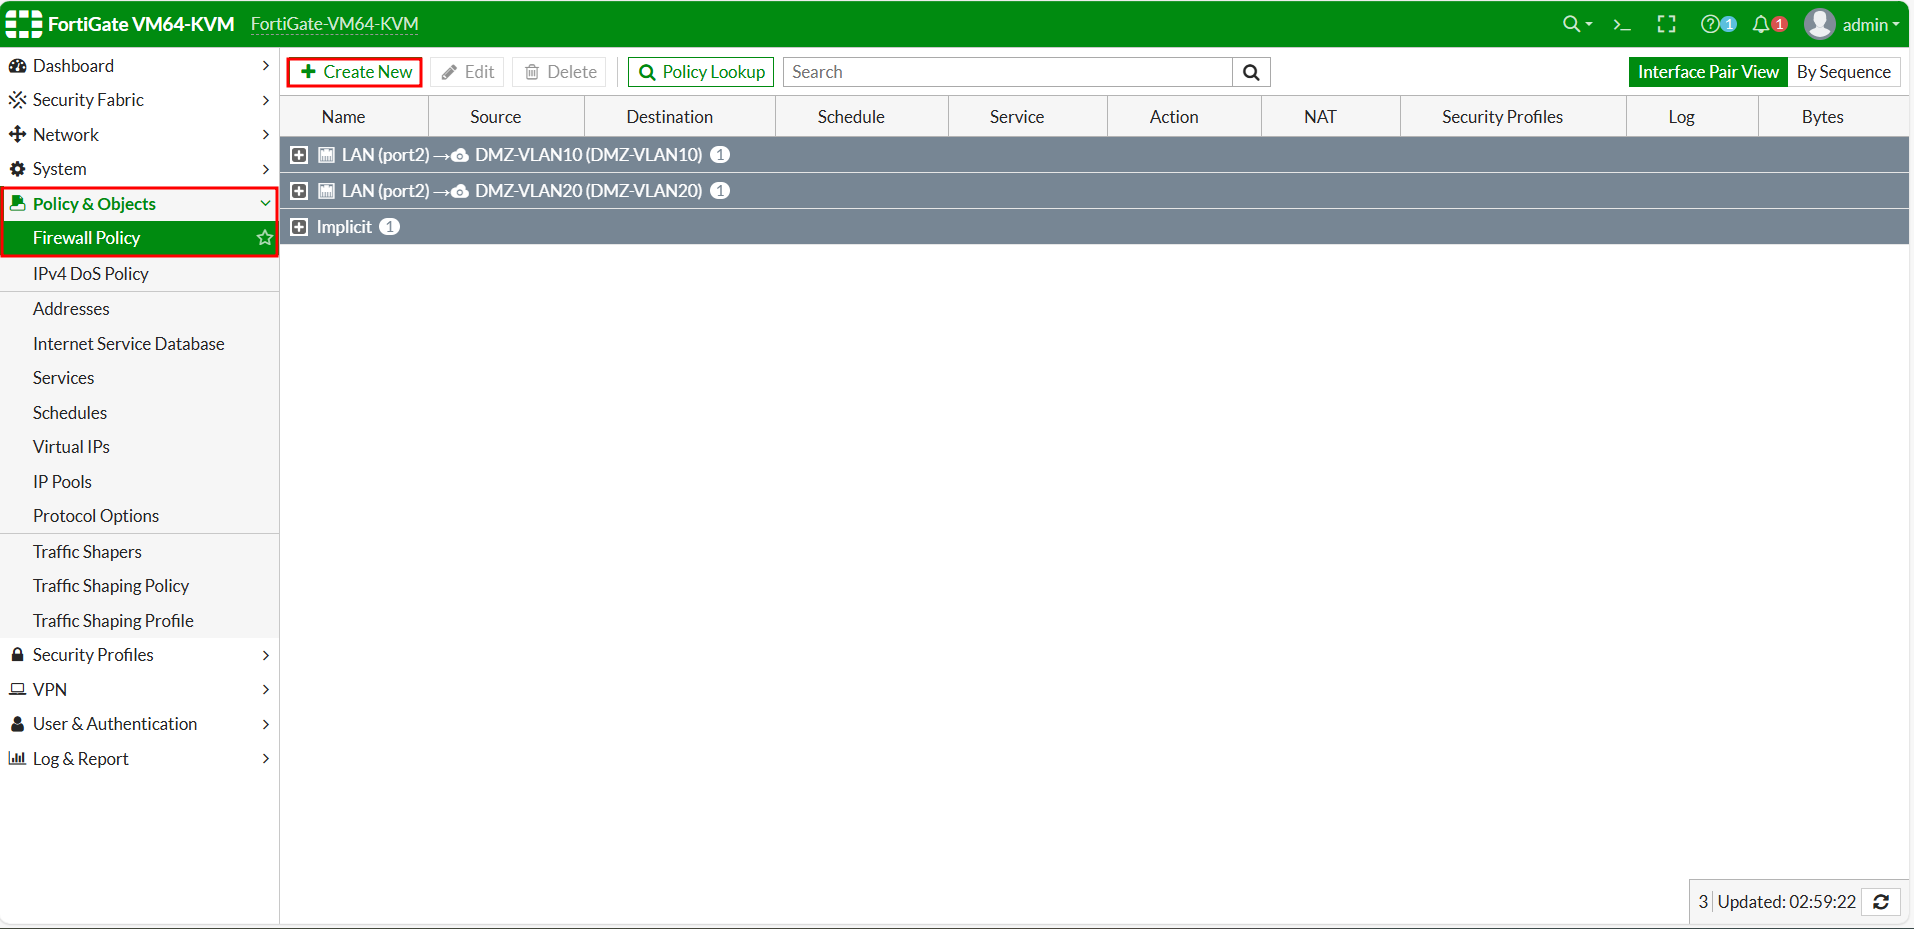 FortiGate VM64-KVM FortiGate-VM64-KVM 1 1 admin
Dashboard
Security Fabric
Network
System
Policy & Objects
Firewall Policy
IPv4 DoS Policy
Addresses
Internet Service Database
Services
Schedules
Virtual IPs
IP Pools
Protocol Options
Traffic Shapers
Traffic Shaping Policy
Traffic Shaping Profile
Security Profiles
VPN
User & Authentication
Log & Report
Create New Edit Delete Policy Lookup Search Interface Pair View By Sequence
Name Source Destination Schedule Service Action NAT Security Profiles Log Bytes
LAN (port2) → DMZ-VLAN10 (DMZ-VLAN10) 1
LAN (port2) → DMZ-VLAN20 (DMZ-VLAN20) 1
Implicit 1
3 Updated: 02:59:22